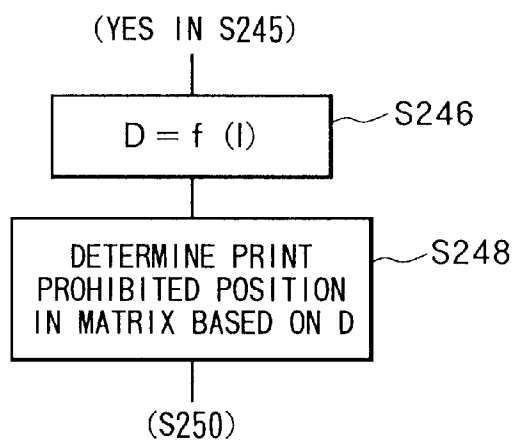 (YES IN S245)
D = f (I)
S246
DETERMINE PRINT
PROHIBITED POSITION
IN MATRIX BASED ON D
S248
(S250)